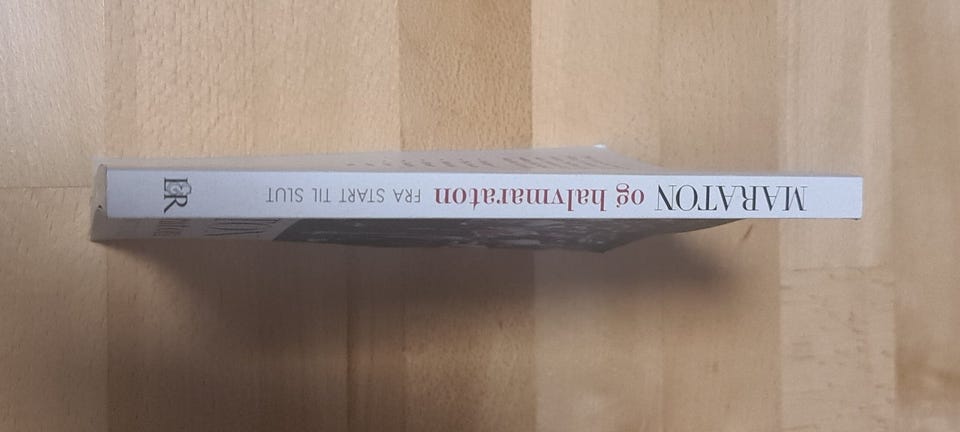 MARATON og halvmaraton FRA START TIL SLUT
L&R